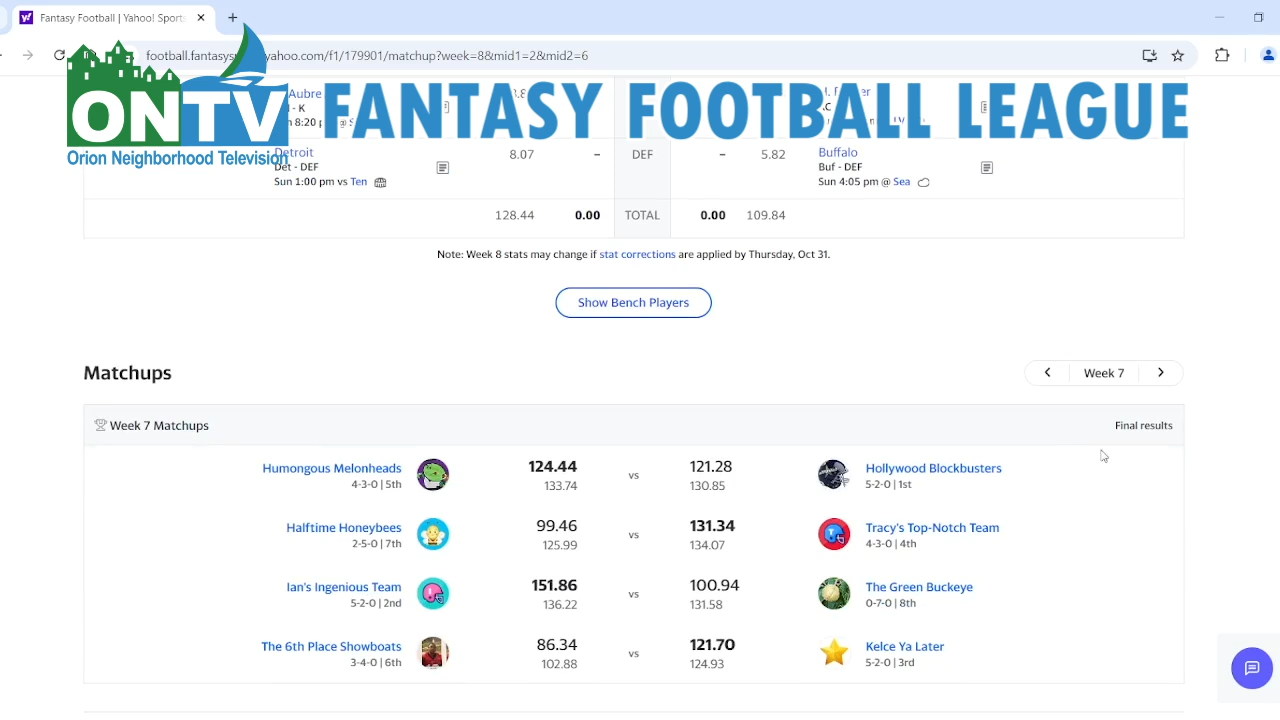 Fantasy Football | Yahoo! Sports
football.fantasys yahoo.com/f1/179901/matchup?week=8&mid1=2&mid2=6
ONTV
Orion Neighborhood Television
FANTASY FOOTBALL LEAGUE
Aubre
- K
8:20
Detroit
Det - DEF
Sun 1:00 pm vs Ten
8.07 – DEF – 5.82
Buffalo
Buf - DEF
Sun 4:05 pm @ Sea
128.44 0.00 TOTAL 0.00 109.84
Note: Week 8 stats may change if stat corrections are applied by Thursday, Oct 31.
Show Bench Players
Matchups
Week 7
Week 7 Matchups
Final results
Humongous Melonheads 124.44 vs 121.28 Hollywood Blockbusters
4-3-0 | 5th 133.74 130.85 5-2-0 | 1st
Halftime Honeybees 99.46 vs 131.34 Tracy's Top-Notch Team
2-5-0 | 7th 125.99 134.07 4-3-0 | 4th
Ian's Ingenious Team 151.86 vs 100.94 The Green Buckeye
5-2-0 | 2nd 136.22 131.58 0-7-0 | 8th
The 6th Place Showboats 86.34 vs 121.70 Kelce Ya Later
3-4-0 | 6th 102.88 124.93 5-2-0 | 3rd